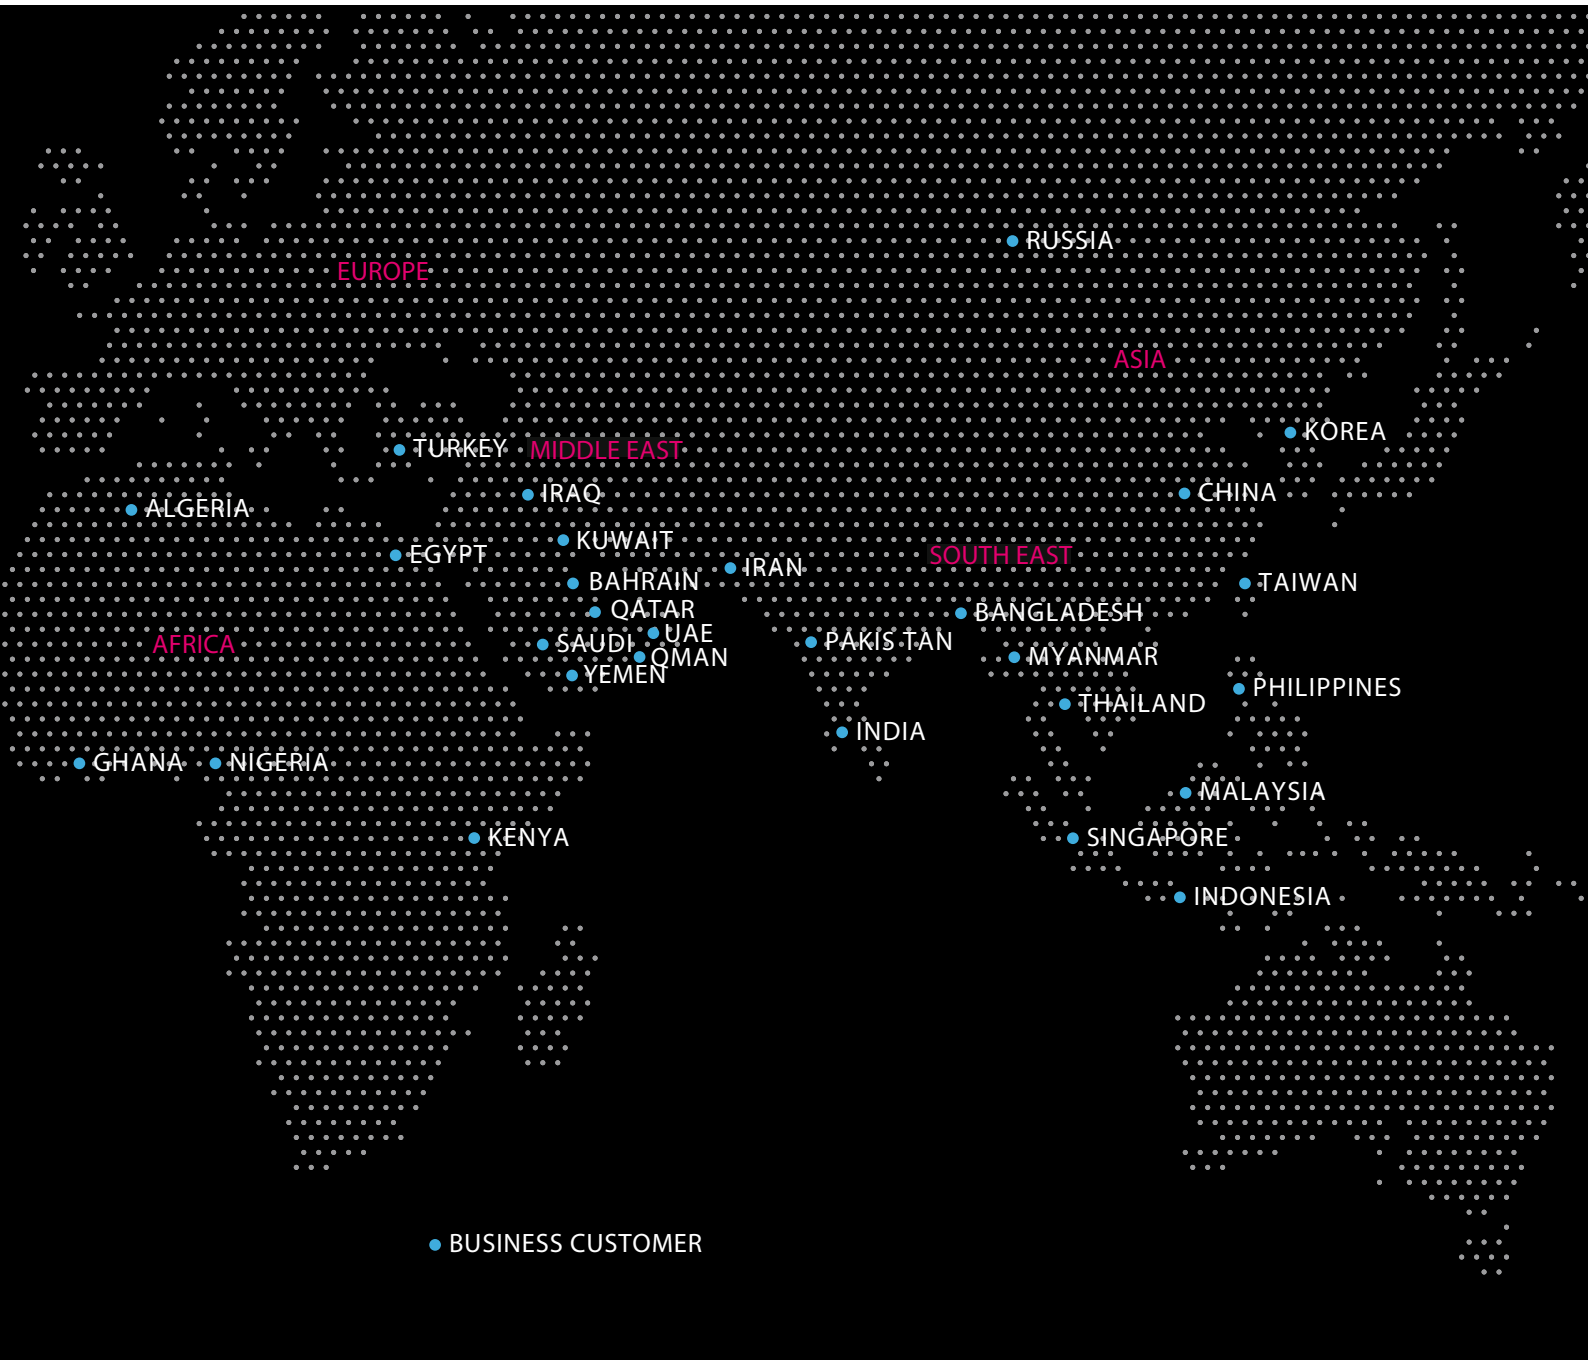 RUSSIA
EUROPE
ASIA
KOREA
TURKEY
MIDDLE EAST
IRAQ
CHINA
ALGERIA
KUWAIT
EGYPT
SOUTH EAST
IRAN
BAHRAIN
TAIWAN
QATAR
BANGLADESH
UAE
AFRICA
SAUDI
PAKIS TAN
OMAN
MYANMAR
YEMEN
PHILIPPINES
THAILAND
INDIA
GHANA
NIGERIA
MALAYSIA
KENYA
SINGAPORE
INDONESIA
BUSINESS CUSTOMER